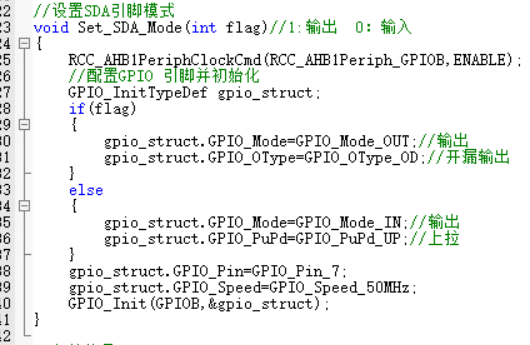 22 //设置SDA引脚模式
23 void Set_SDA_Mode(int flag)//1:输出  0：输入
24 {
25     RCC_AHB1PeriphClockCmd(RCC_AHB1Periph_GPIOB,ENABLE);
26     //配置GPIO 引脚并初始化
27     GPIO_InitTypeDef gpio_struct;
28     if(flag)
29     {
30         gpio_struct.GPIO_Mode=GPIO_Mode_OUT;//输出
31         gpio_struct.GPIO_OType=GPIO_OType_OD;//开漏输出
32     }
33     else
34     {
35         gpio_struct.GPIO_Mode=GPIO_Mode_IN;//输出
36         gpio_struct.GPIO_PuPd=GPIO_PuPd_UP;//上拉
37     }
38     gpio_struct.GPIO_Pin=GPIO_Pin_7;
39     gpio_struct.GPIO_Speed=GPIO_Speed_50MHz;
40     GPIO_Init(GPIOB,&gpio_struct);
41 }
42